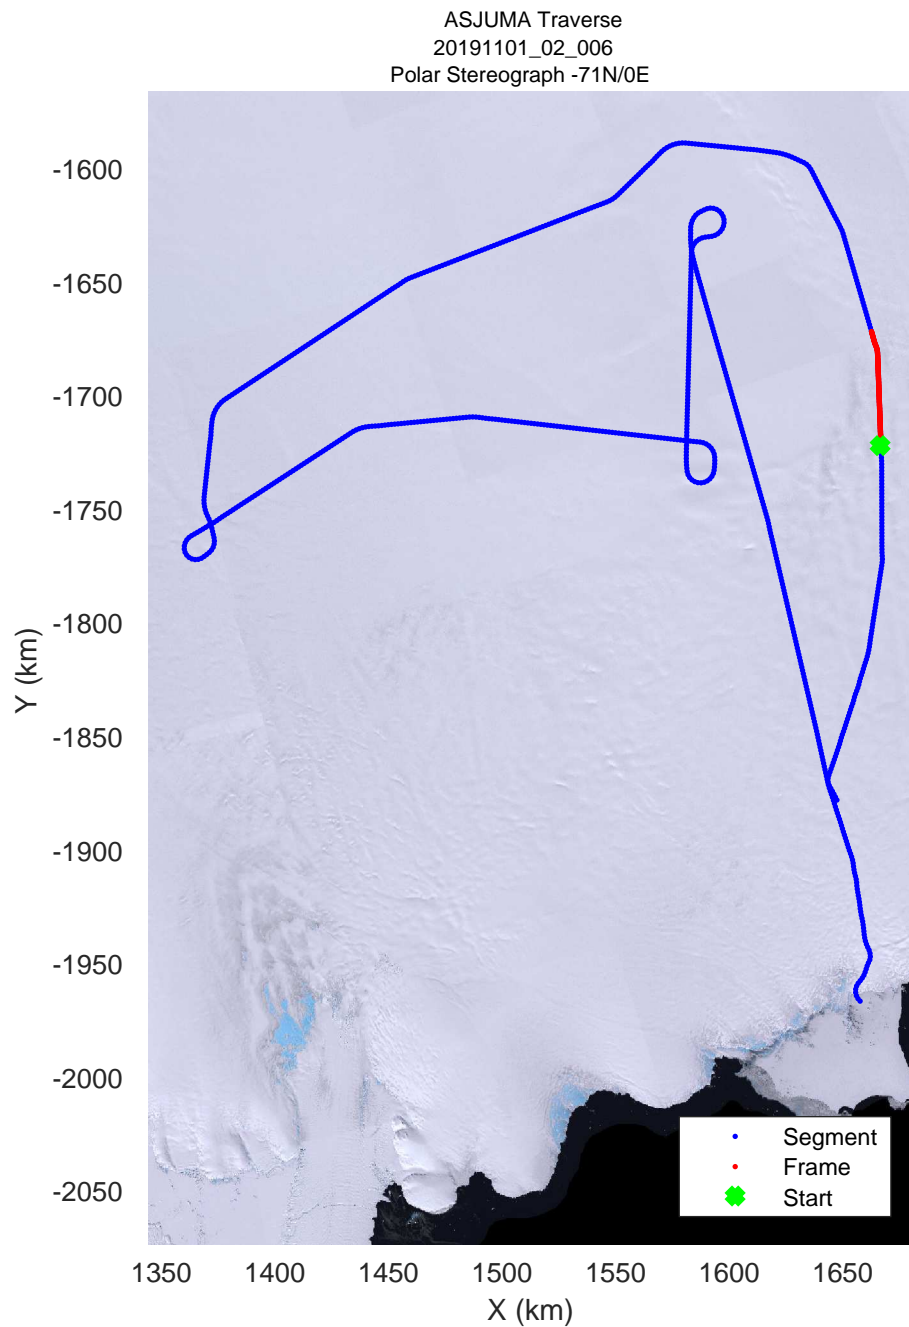 ASJUMA Traverse
20191101_02_006
Polar Stereograph -71N/0E
-1600
-1650
-1700
-1750
-1800
-1850
-1900
-1950
-2000
-2050
Y (km)
Segment
Frame
Start
1350 1400 1450 1500 1550 1600 1650
X (km)